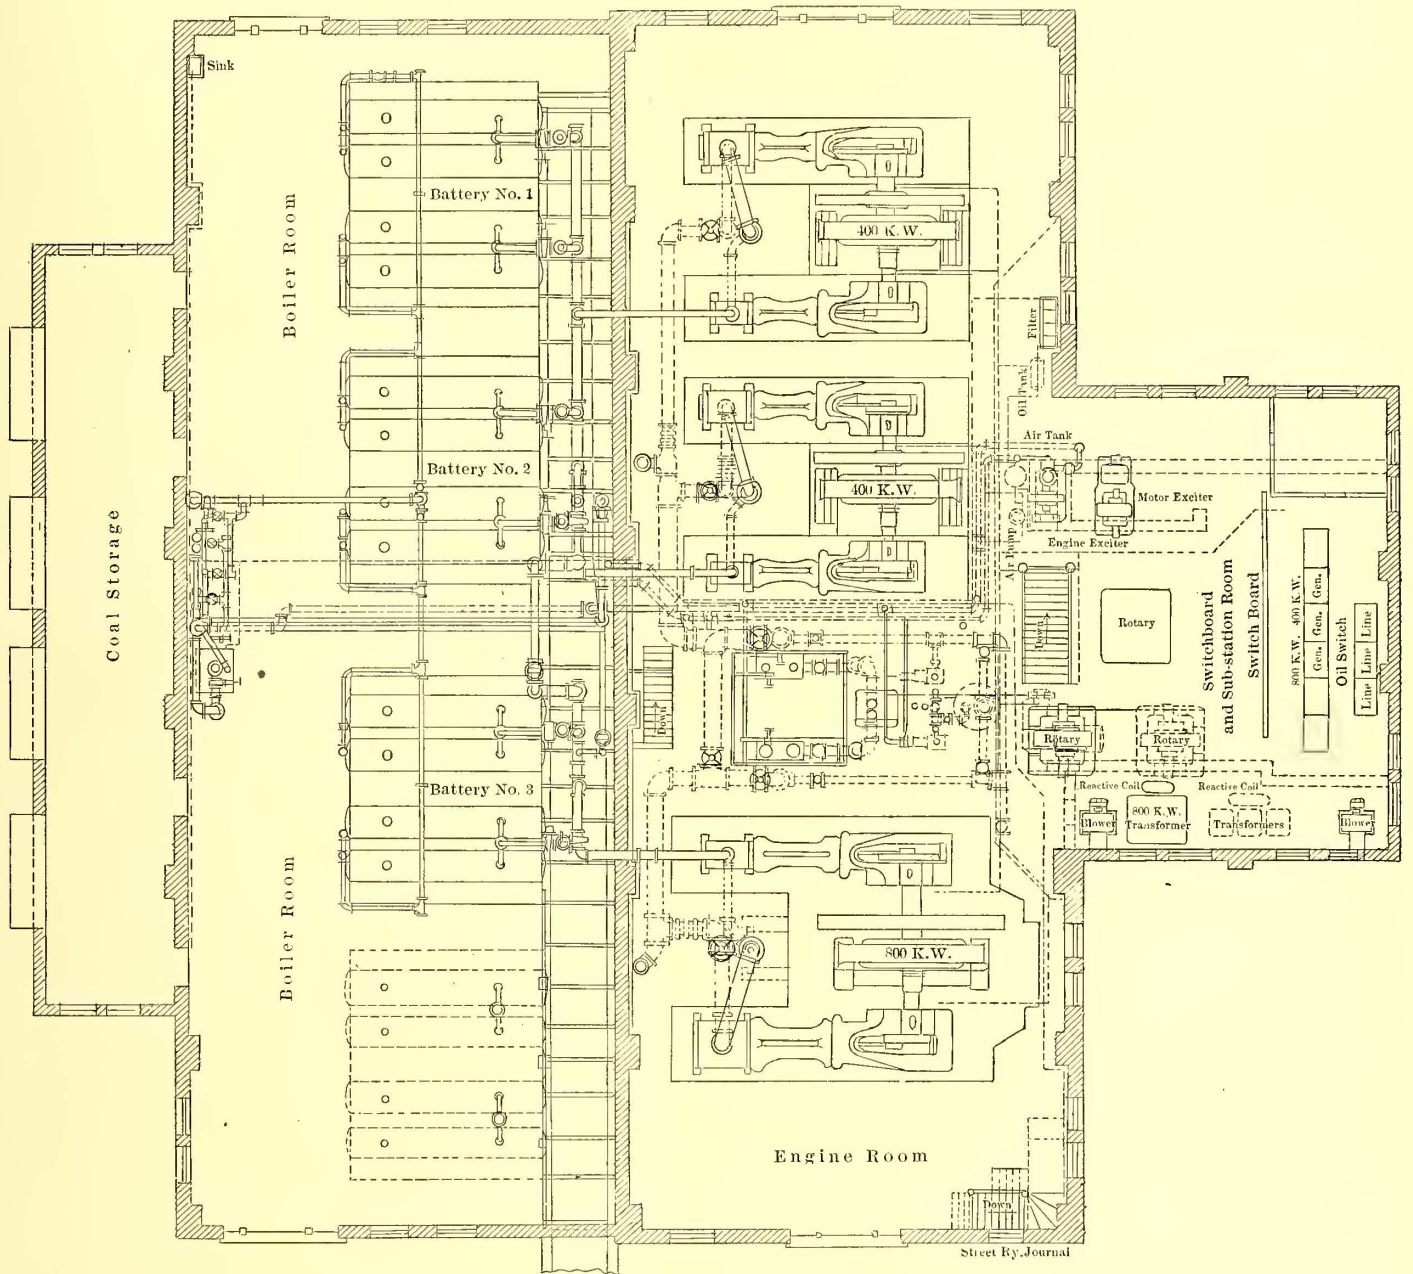 Sink
Battery No. 1
Boiler Room
400 K.W.
Filter
Oil Tank
Air Tank
Battery No. 2
400 K.W.
Motor Exciter
Engine Exciter
Air Pump
Coal Storage
Down
Rotary
Switchboard
and Sub-station Room
Switch Board
800 K.W. 400 K.W.
Gen. Gen. Gen.
Oil Switch
Line Line Line
Down
Rotary
Rotary
Battery No. 3
Reactive Coil
Reactive Coil
Blower
800 K.W.
Transformer
Transformers
Blower
Boiler Room
800 K.W.
Engine Room
Down
Street Ry. Journal